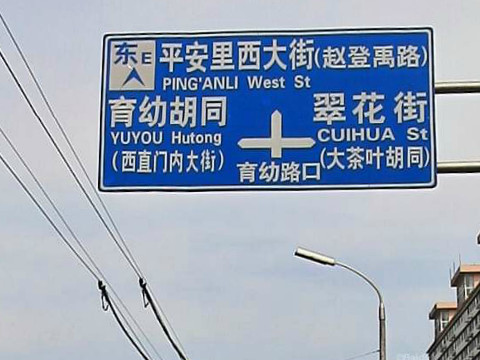 东E 平安里西大街(赵登禹路)
PING'ANLI West St
育幼胡同 翠花街
YUYOU Hutong CUIHUA St
(西直门内大街) (大茶叶胡同)
育幼路口